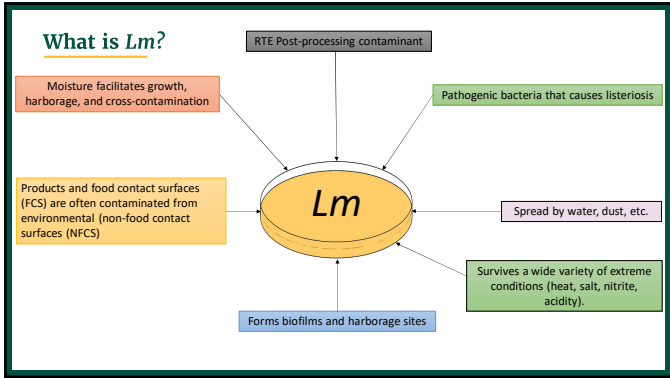 What is Lm?
RTE Post-processing contaminant
Moisture facilitates growth,
harborage, and cross-contamination
Pathogenic bacteria that causes listeriosis
Products and food contact surfaces
(FCS) are often contaminated from
environmental (non-food contact
surfaces (NFCS)
Lm
Spread by water, dust, etc.
Survives a wide variety of extreme
conditions (heat, salt, nitrite,
acidity).
Forms biofilms and harborage sites